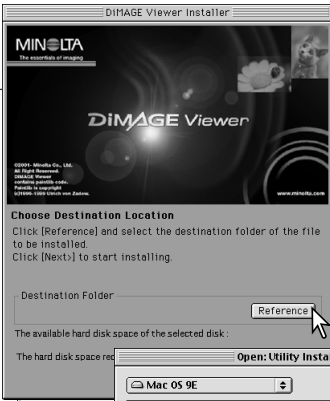 DiMAGE Viewer Installer
MINOLTA
The essentials of imaging
DiMAGE Viewer
©2001- Minolta Co., Ltd.
All Right Reserved.
DiMAGE Viewer
contains paintlib code.
Paintlib is copyright
(c)1996-1998 Ulrich von Zadow.
www.minolta.com
Choose Destination Location
Click [Reference] and select the destination folder of the file
to be installed.
Click [Next>] to start installing.
Destination Folder
Reference
The available hard disk space of the selected disk :
The hard disk space rec
Open: Utility Insta
Mac OS 9E